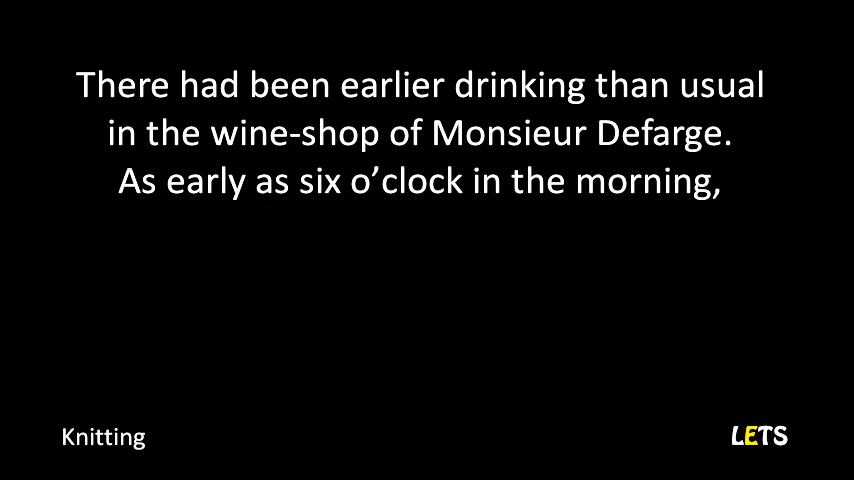 There had been earlier drinking than usual
in the wine-shop of Monsieur Defarge.
As early as six o’clock in the morning,
Knitting
LETS